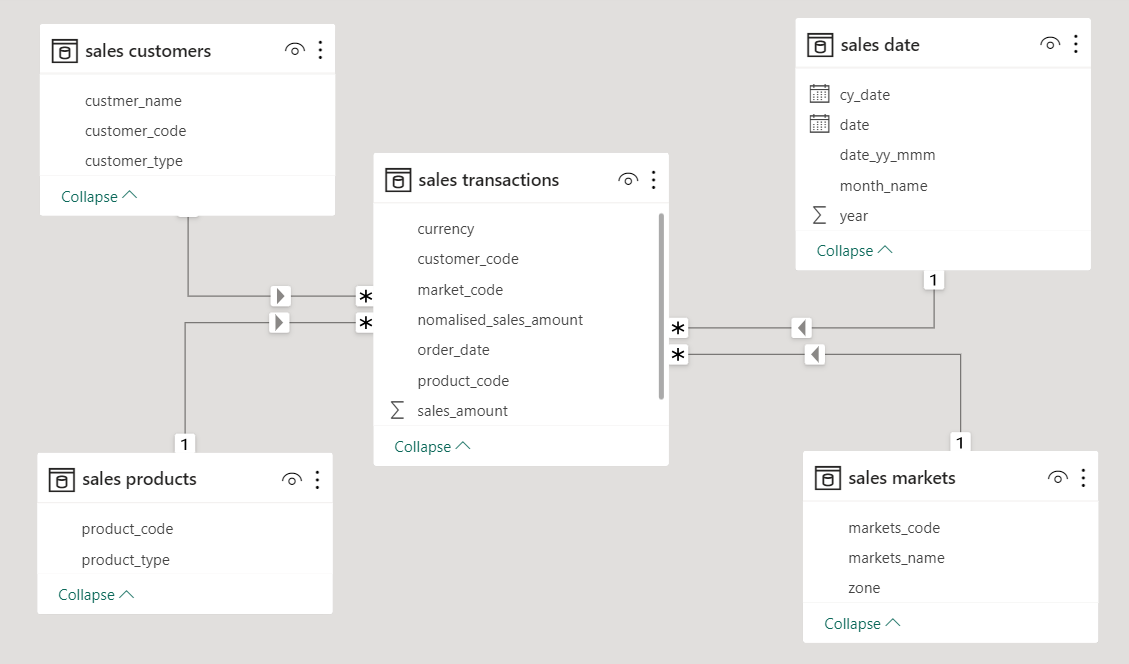 sales customers
custmer_name
customer_code
customer_type
Collapse
sales date
cy_date
date
date_yy_mmm
month_name
Σ year
Collapse
sales transactions
currency
customer_code
market_code
nomalised_sales_amount
order_date
product_code
Σ sales_amount
Collapse
*
*
*
*
1
1
1
sales products
product_code
product_type
Collapse
sales markets
markets_code
markets_name
zone
Collapse